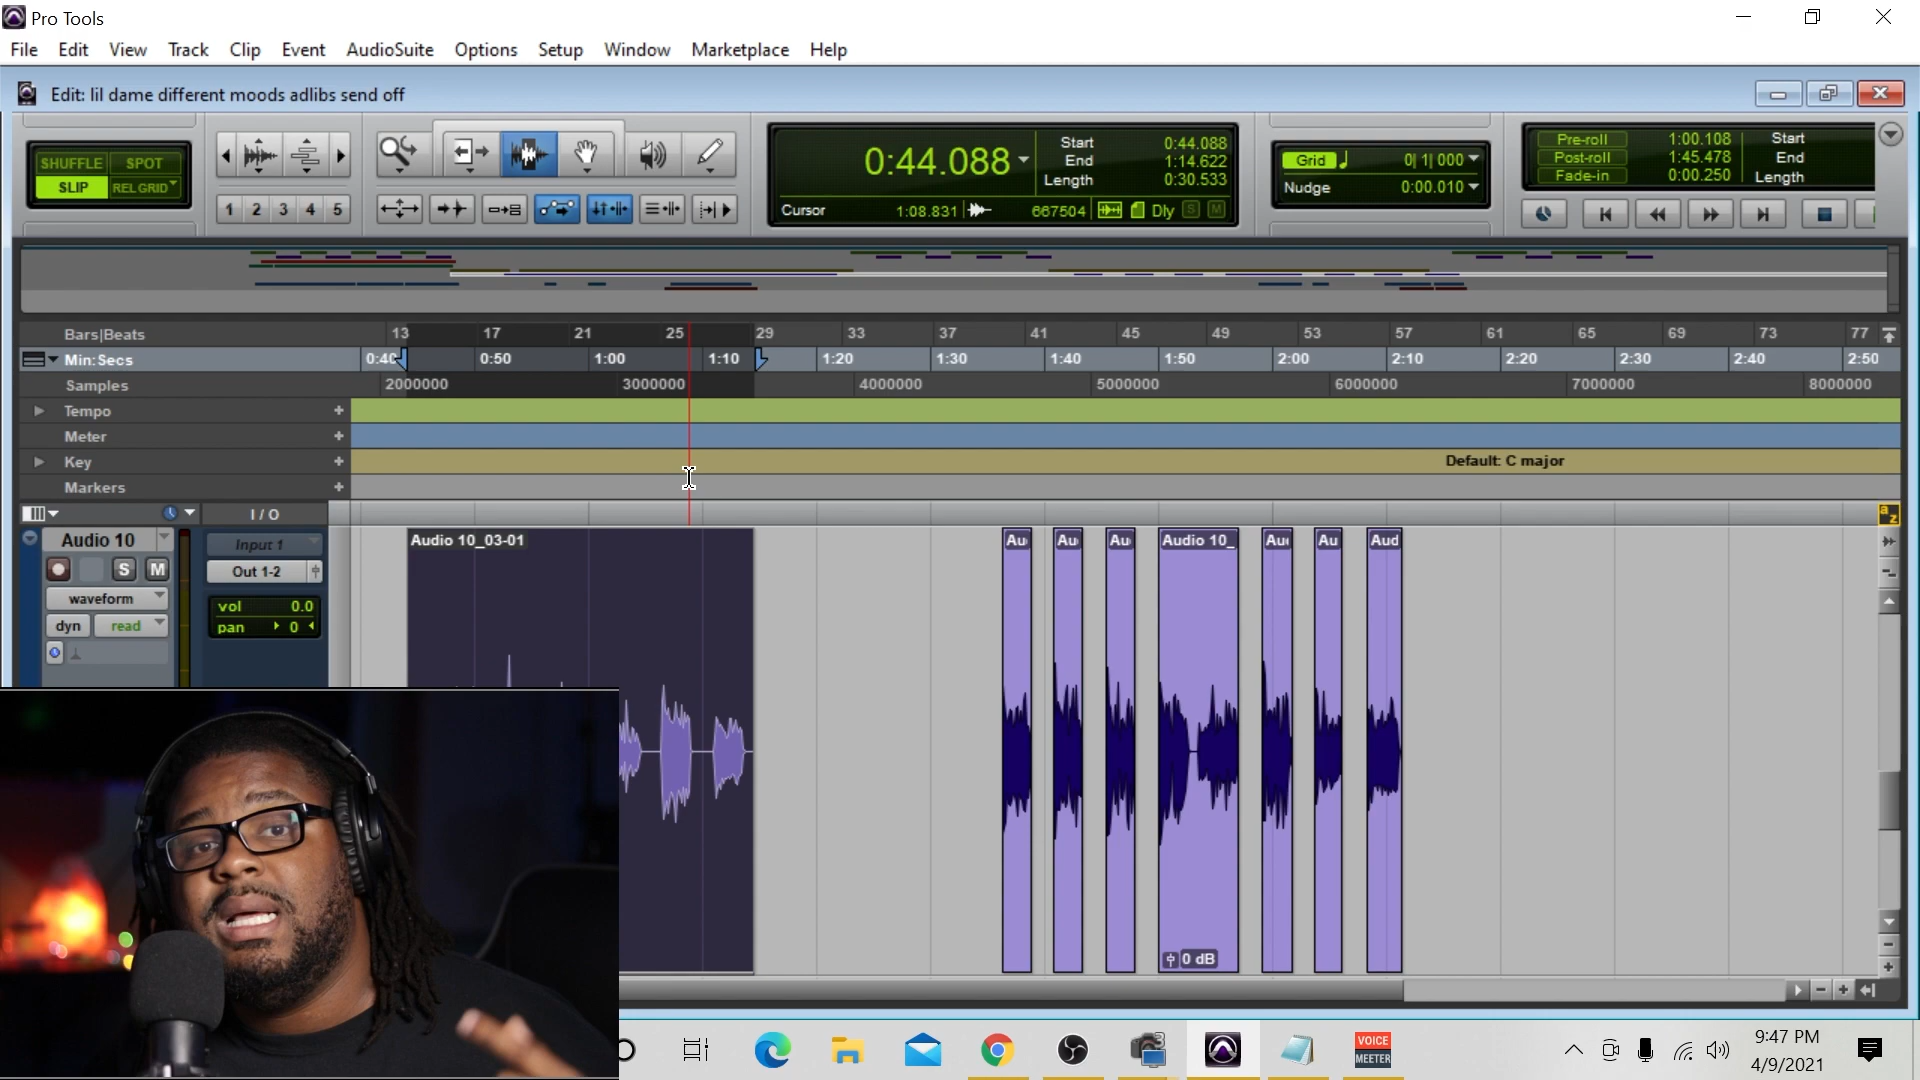 Pro Tools
File Edit View Track Clip Event AudioSuite Options Setup Window Marketplace Help
Edit: lil dame different moods adlibs send off
SHUFFLE SPOT
SLIP REL GRID
1 2 3 4 5
0:44.088
Start 0:44.088
End 1:14.622
Length 0:30.533
Cursor 1:08.831 667504 Dly S M
Grid 0| 1| 000
Nudge 0:00.010
Pre-roll 1:00.108 Start
Post-roll 1:45.478 End
Fade-in 0:00.250 Length
Bars|Beats 13 17 21 25 29 33 37 41 45 49 53 57 61 65 69 73 77
Min:Secs 0:40 0:50 1:00 1:10 1:20 1:30 1:40 1:50 2:00 2:10 2:20 2:30 2:40 2:50
Samples 2000000 3000000 4000000 5000000 6000000 7000000 8000000
Tempo +
Meter +
Key + Default: C major
Markers +
I / O
a z
Audio 10 Input 1
S M Out 1-2
waveform
vol 0.0
dyn read
pan 0
Audio 10_03-01 Au Au Au Audio 10_ Au Au Aud
0 dB
VOICE
MEETER
9:47 PM
4/9/2021